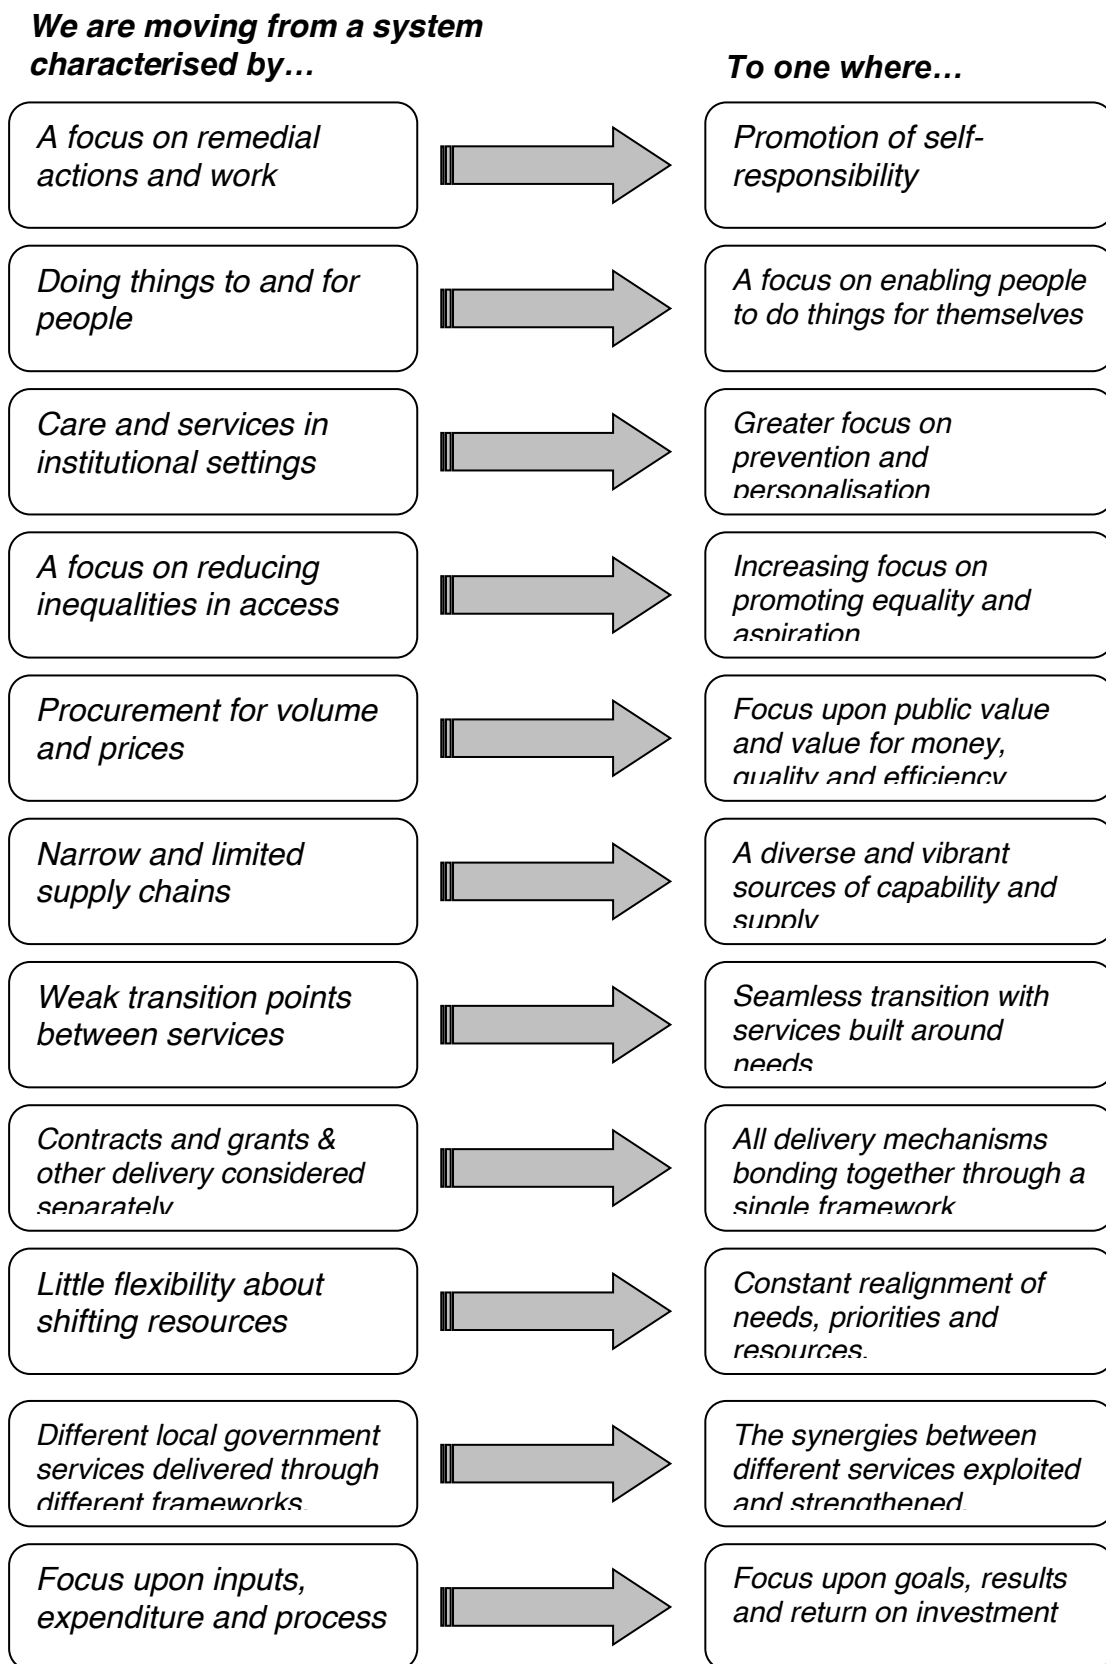 We are moving from a system
characterised by…
To one where…
A focus on remedial
actions and work
Promotion of self-
responsibility
Doing things to and for
people
A focus on enabling people
to do things for themselves
Care and services in
institutional settings
Greater focus on
prevention and
personalisation
A focus on reducing
inequalities in access
Increasing focus on
promoting equality and
aspiration
Procurement for volume
and prices
Focus upon public value
and value for money,
quality and efficiency
Narrow and limited
supply chains
A diverse and vibrant
sources of capability and
supply
Weak transition points
between services
Seamless transition with
services built around
needs
Contracts and grants &
other delivery considered
separately
All delivery mechanisms
bonding together through a
single framework
Little flexibility about
shifting resources
Constant realignment of
needs, priorities and
resources.
Different local government
services delivered through
different frameworks.
The synergies between
different services exploited
and strengthened.
Focus upon inputs,
expenditure and process
Focus upon goals, results
and return on investment